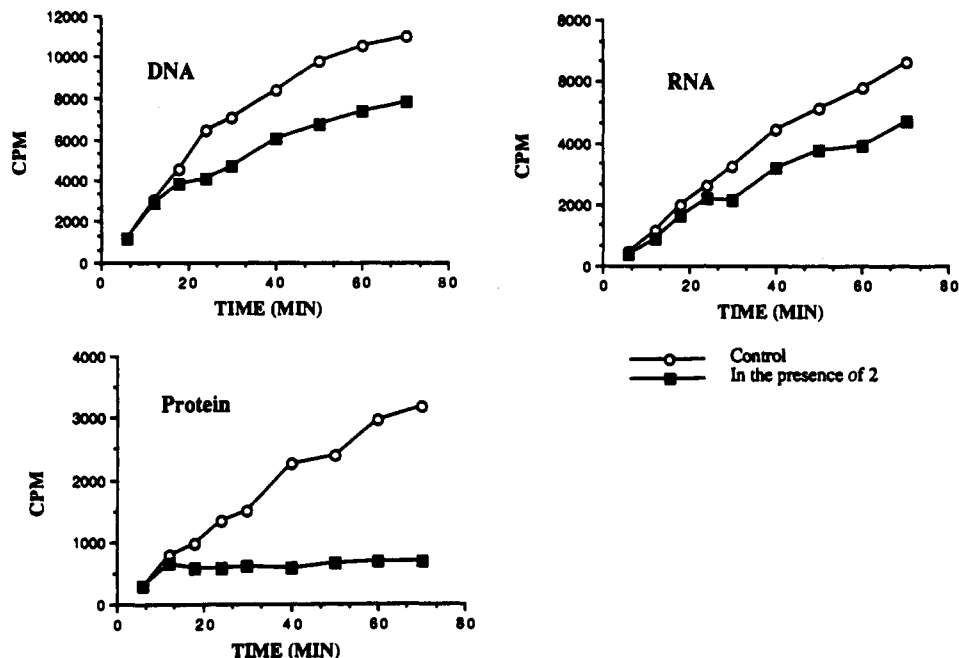 12000
10000
8000
6000
4000
2000
0
CPM
DNA
0 20 40 60 80
TIME (MIN)
8000
6000
4000
2000
0
CPM
RNA
0 20 40 60 80
TIME (MIN)
Control
In the presence of 2
4000
3000
2000
1000
0
CPM
Protein
0 20 40 60 80
TIME (MIN)